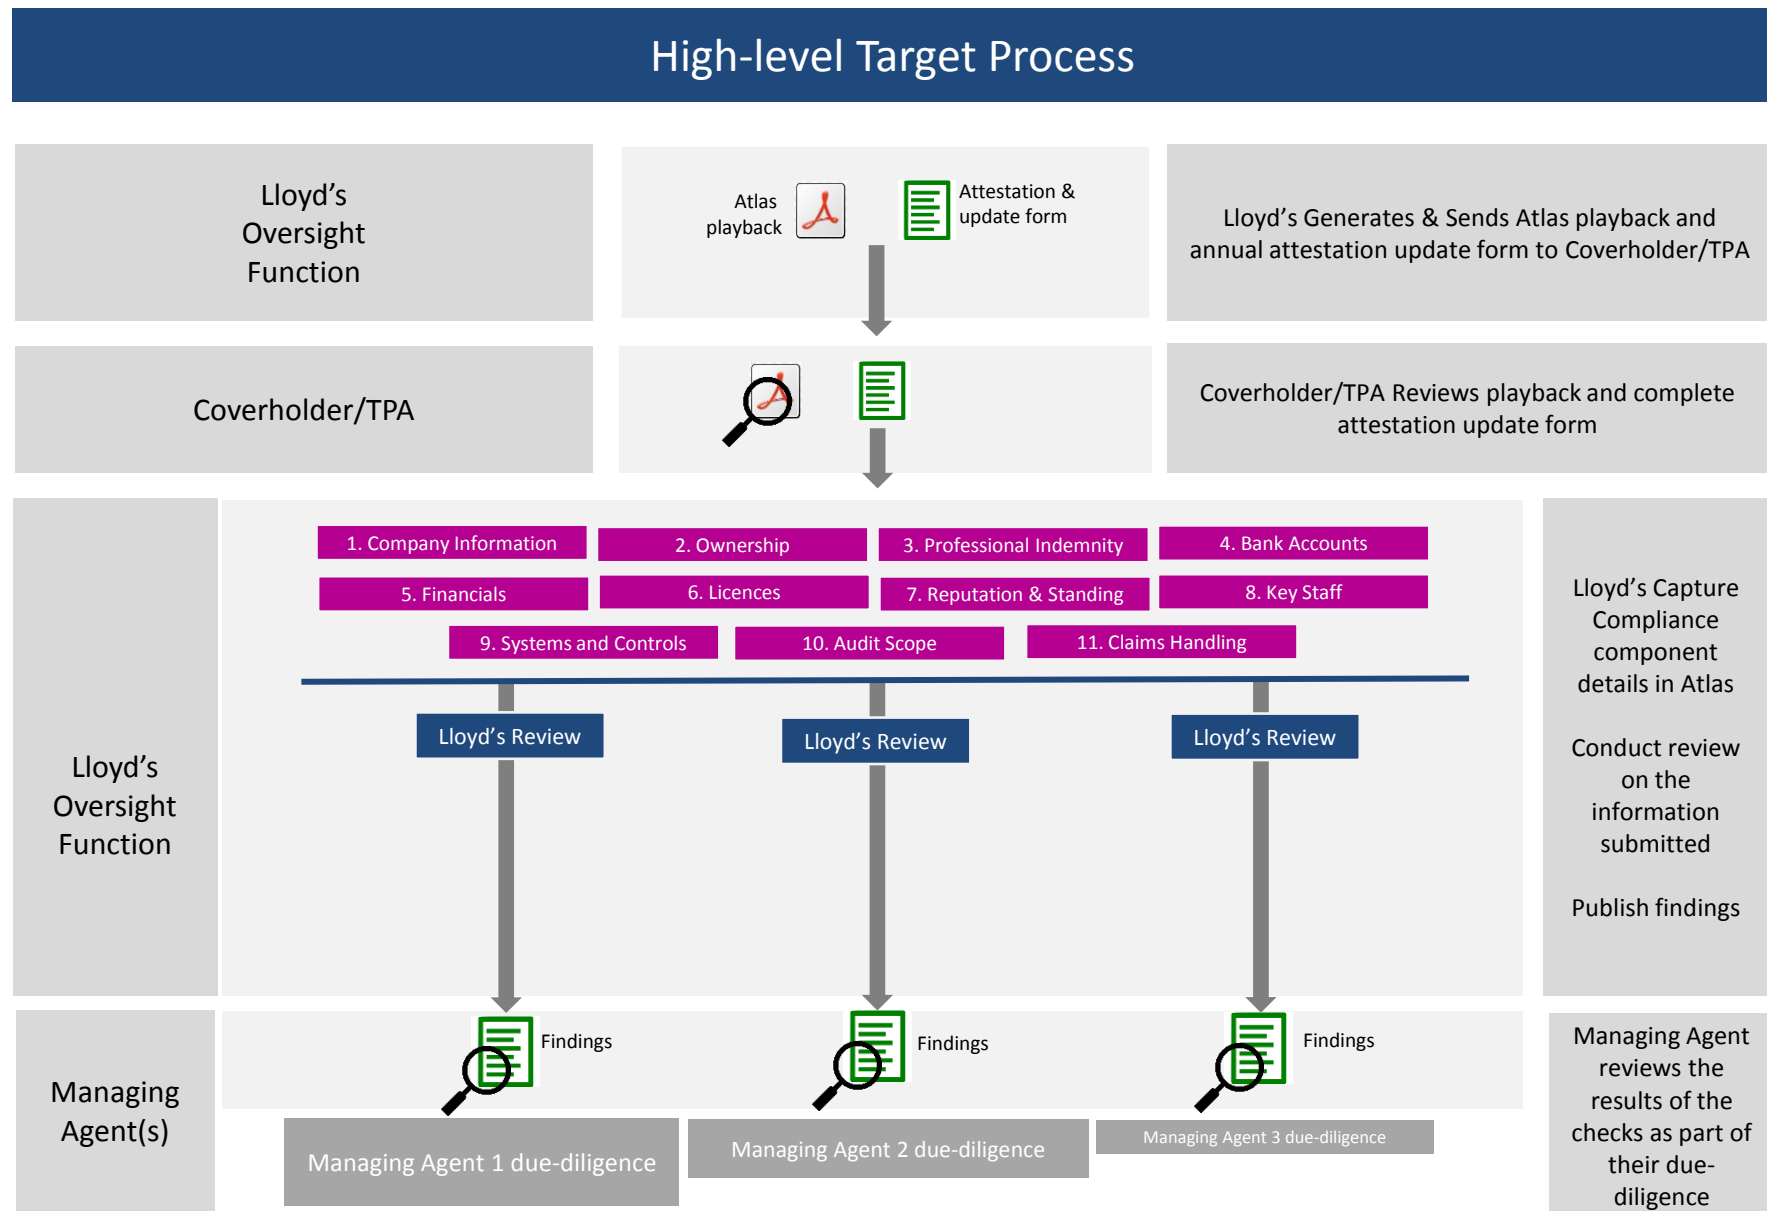 High-level Target Process
Lloyd's
Oversight
Function
Atlas
playback
Attestation &
update form
Lloyd's Generates & Sends Atlas playback and
annual attestation update form to Coverholder/TPA
Coverholder/TPA
Coverholder/TPA Reviews playback and complete
attestation update form
Lloyd's
Oversight
Function
1. Company Information
2. Ownership
3. Professional Indemnity
4. Bank Accounts
5. Financials
6. Licences
7. Reputation & Standing
8. Key Staff
9. Systems and Controls
10. Audit Scope
11. Claims Handling
Lloyd's Review
Lloyd's Review
Lloyd's Review
Lloyd's Capture
Compliance
component
details in Atlas
Conduct review
on the
information
submitted
Publish findings
Managing
Agent(s)
Findings
Findings
Findings
Managing Agent 1 due-diligence
Managing Agent 2 due-diligence
Managing Agent 3 due-diligence
Managing Agent
reviews the
results of the
checks as part of
their due-
diligence